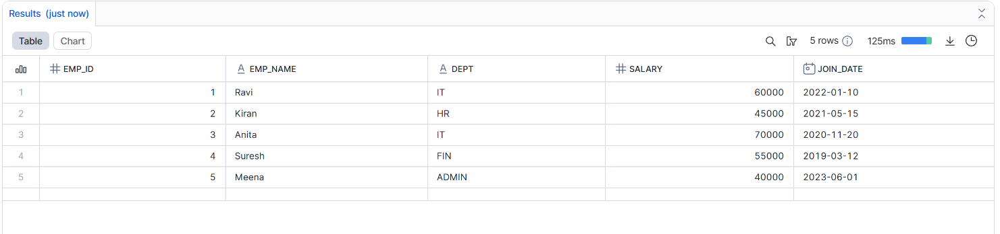 Results (just now)
Table Chart 5 rows 125ms
EMP_ID EMP_NAME DEPT SALARY JOIN_DATE
1 1 Ravi IT 60000 2022-01-10
2 2 Kiran HR 45000 2021-05-15
3 3 Anita IT 70000 2020-11-20
4 4 Suresh FIN 55000 2019-03-12
5 5 Meena ADMIN 40000 2023-06-01